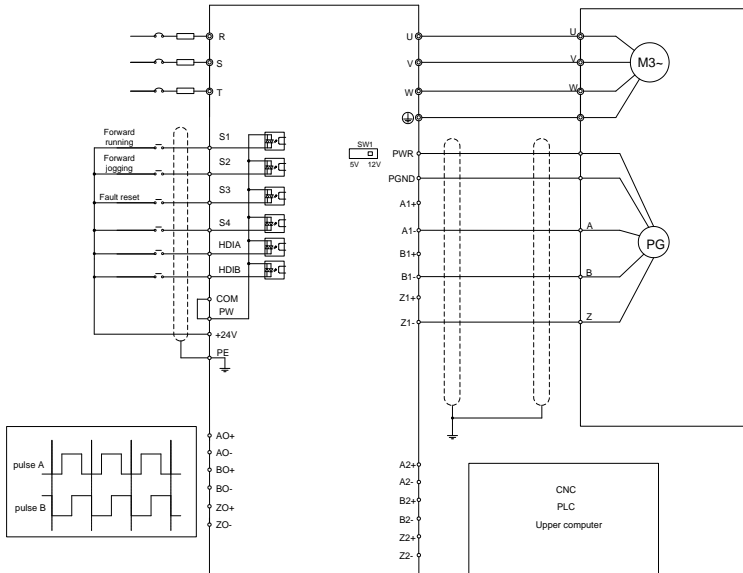 R
S
T
Forward
running
Forward
jogging
Fault reset
S1
S2
S3
S4
HDIA
HDIB
COM
PW
+24V
PE
SW1
5V 12V
U
V
W
PWR
PGND
A1+
A1-
B1+
B1-
Z1+
Z1-
U
V
W
M3~
A
B
Z
PG
pulse A
pulse B
AO+
AO-
BO+
BO-
ZO+
ZO-
A2+
A2-
B2+
B2-
Z2+
Z2-
CNC
PLC
Upper computer